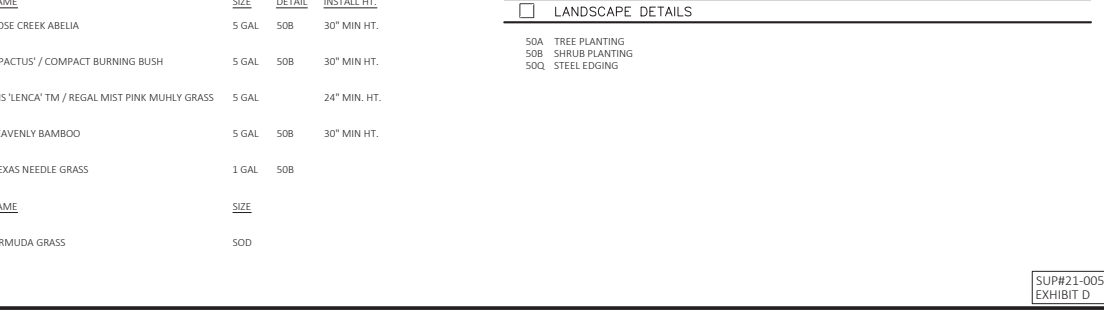 AME SIZE DETAIL INSTALL HT.
OSE CREEK ABELIA 5 GAL 50B 30" MIN HT.
PACTUS' / COMPACT BURNING BUSH 5 GAL 50B 30" MIN HT.
IS 'LENCA' TM / REGAL MIST PINK MUHLY GRASS 5 GAL 24" MIN. HT.
AVENLY BAMBOO 5 GAL 50B 30" MIN HT.
EXAS NEEDLE GRASS 1 GAL 50B
AME SIZE
RMUDA GRASS SOD
LANDSCAPE DETAILS
50A TREE PLANTING
50B SHRUB PLANTING
50Q STEEL EDGING
SUP#21-005
EXHIBIT D